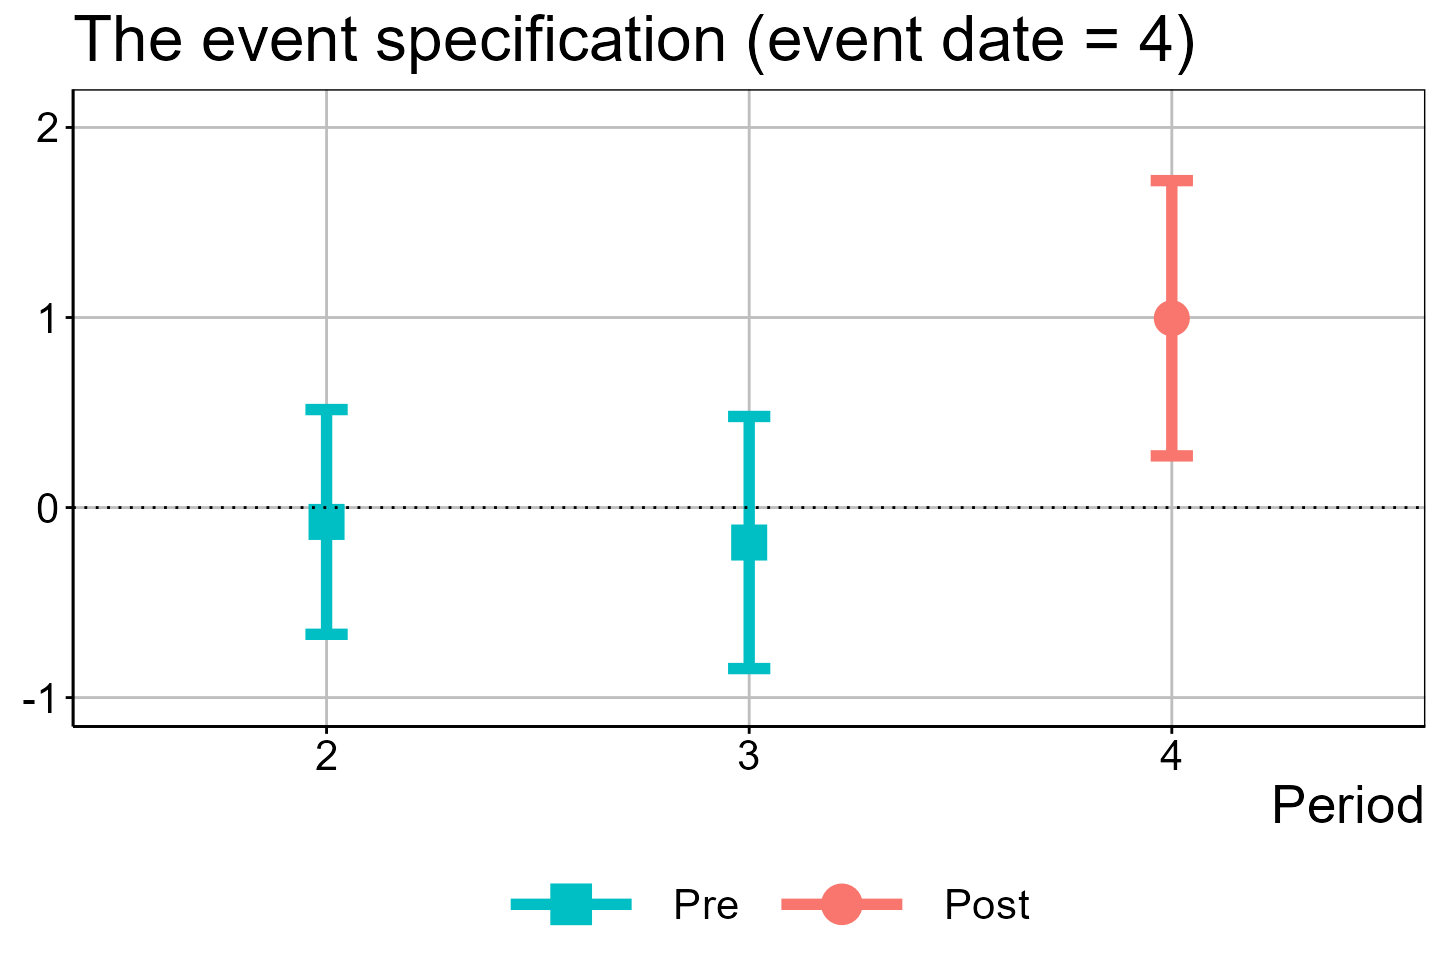 The event specification (event date = 4)
2
1
0
-1
2 3 4
Period
Pre Post